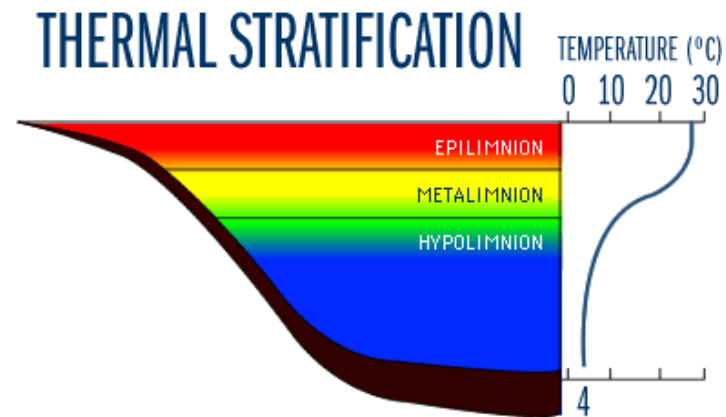 THERMAL STRATIFICATION
TEMPERATURE (°C)
0 10 20 30
EPILIMNION
METALIMNION
HYPOLIMNION
4